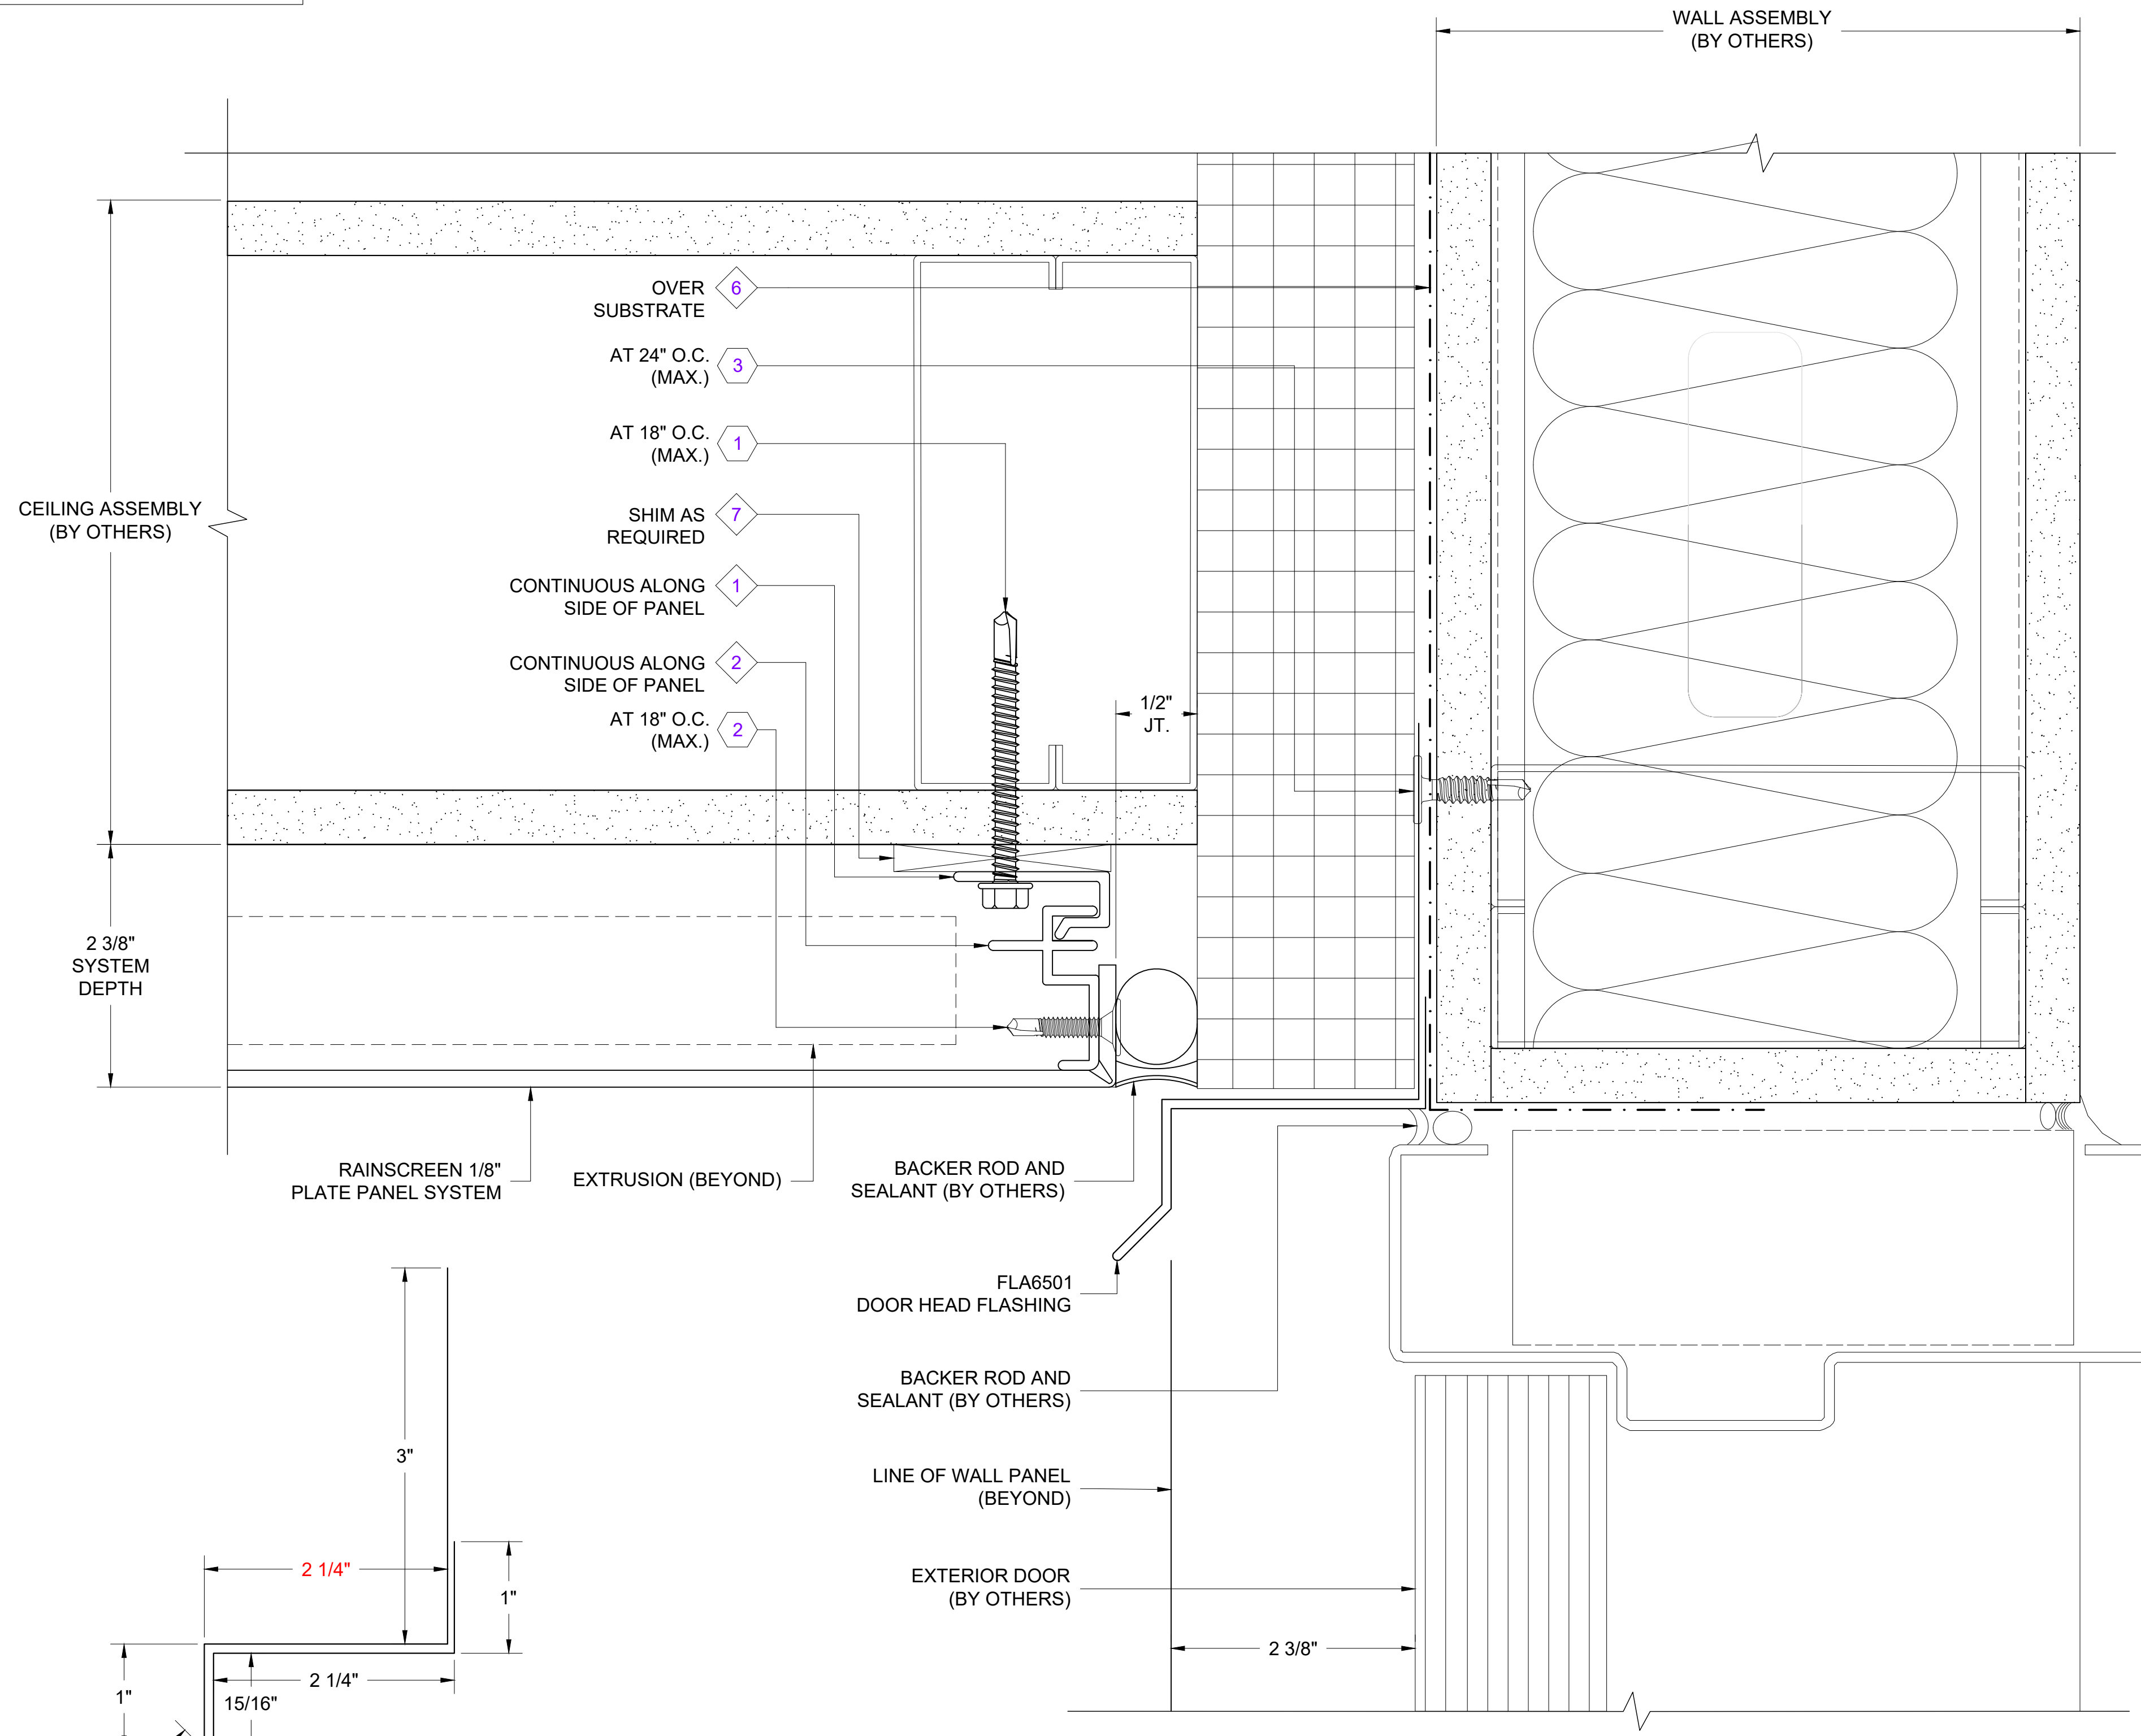 WALL ASSEMBLY
(BY OTHERS)
OVER
SUBSTRATE
6
AT 24" O.C.
(MAX.)
3
AT 18" O.C.
(MAX.)
1
CEILING ASSEMBLY
(BY OTHERS)
SHIM AS
REQUIRED
7
CONTINUOUS ALONG
SIDE OF PANEL
1
CONTINUOUS ALONG
SIDE OF PANEL
2
AT 18" O.C.
(MAX.)
2
1/2"
JT.
2 3/8"
SYSTEM
DEPTH
RAINSCREEN 1/8"
PLATE PANEL SYSTEM
EXTRUSION (BEYOND)
BACKER ROD AND
SEALANT (BY OTHERS)
FLA6501
DOOR HEAD FLASHING
BACKER ROD AND
SEALANT (BY OTHERS)
LINE OF WALL PANEL
(BEYOND)
EXTERIOR DOOR
(BY OTHERS)
2 3/8"
3"
2 1/4"
1"
2 1/4"
1"
15/16"